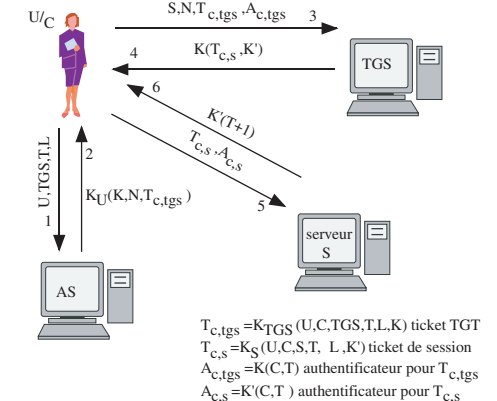 U/C
S,N,T c,tgs ,A c,tgs 3
4 K(T c,s ,K')
TGS
6
K'(T+1)
T c,s ,A c,s
5
U,TGS,T,L
1
2
K U (K,N,T c,tgs )
AS
serveur
S
T c,tgs =K TGS (U,C,TGS,T,L,K) ticket TGT
T c,s =K S (U,C,S,T, L ,K') ticket de session
A c,tgs =K(C,T) authentificateur pour T c,tgs
A c,s =K'(C,T ) authentificateur pour T c,s